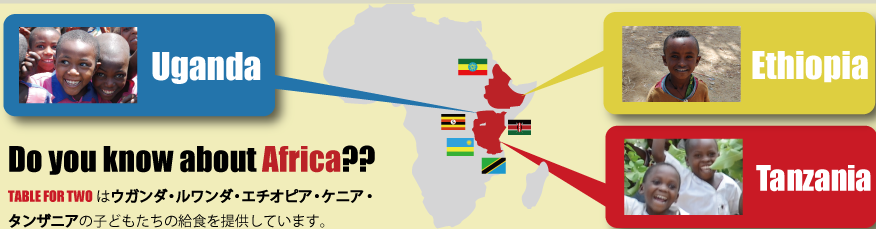 Uganda
Ethiopia
Tanzania
Do you know about Africa??
TABLE FOR TWO はウガンダ・ルワンダ・エチオピア・ケニア・
タンザニアの子どもたちの給食を提供しています。